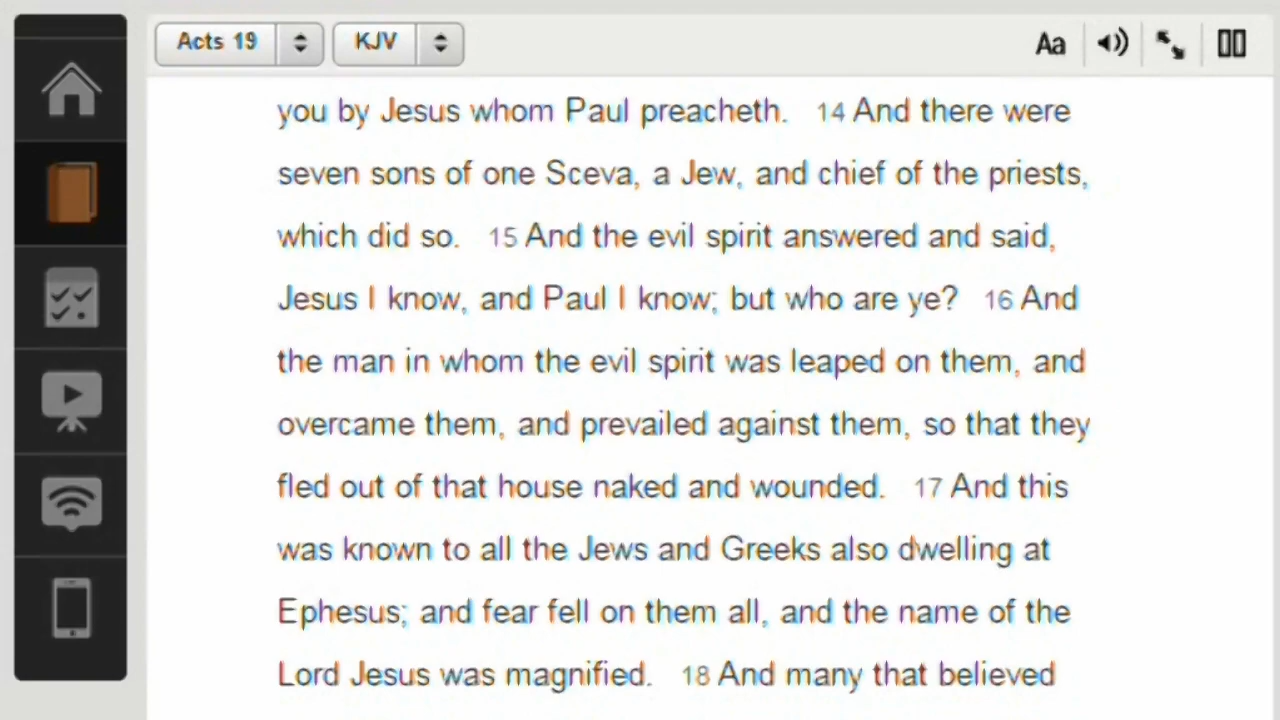 Acts 19
KJV
Aa
you by Jesus whom Paul preacheth. 14 And there were
seven sons of one Sceva, a Jew, and chief of the priests,
which did so. 15 And the evil spirit answered and said,
Jesus I know, and Paul I know; but who are ye? 16 And
the man in whom the evil spirit was leaped on them, and
overcame them, and prevailed against them, so that they
fled out of that house naked and wounded. 17 And this
was known to all the Jews and Greeks also dwelling at
Ephesus; and fear fell on them all, and the name of the
Lord Jesus was magnified. 18 And many that believed